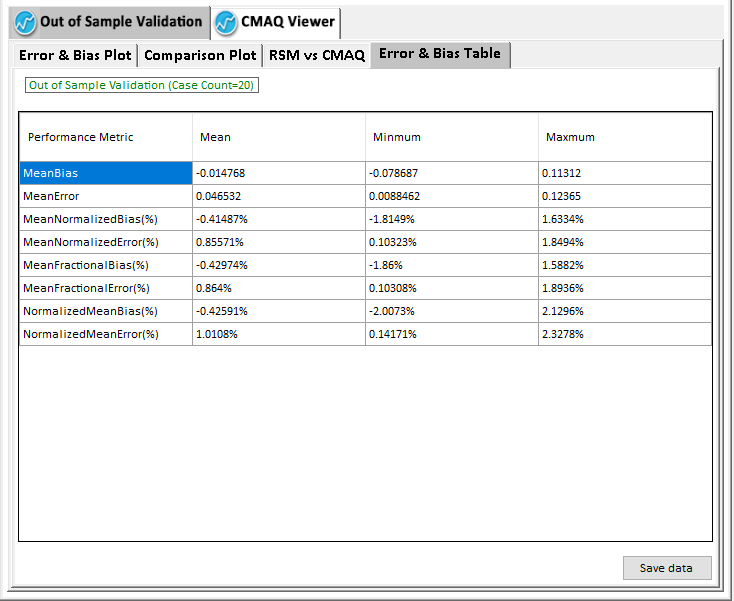 Out of Sample Validation CMAQ Viewer
Error & Bias Plot Comparison Plot RSM vs CMAQ Error & Bias Table
Out of Sample Validation (Case Count=20)
Performance Metric Mean Minmum Maxmum
MeanBias -0.014768 -0.078687 0.11312
MeanError 0.046532 0.0088462 0.12365
MeanNormalizedBias(%) -0.41487% -1.8149% 1.6334%
MeanNormalizedError(%) 0.85571% 0.10323% 1.8494%
MeanFractionalBias(%) -0.42974% -1.86% 1.5882%
MeanFractionalError(%) 0.864% 0.10308% 1.8936%
NormalizedMeanBias(%) -0.42591% -2.0073% 2.1296%
NormalizedMeanError(%) 1.0108% 0.14171% 2.3278%
Save data